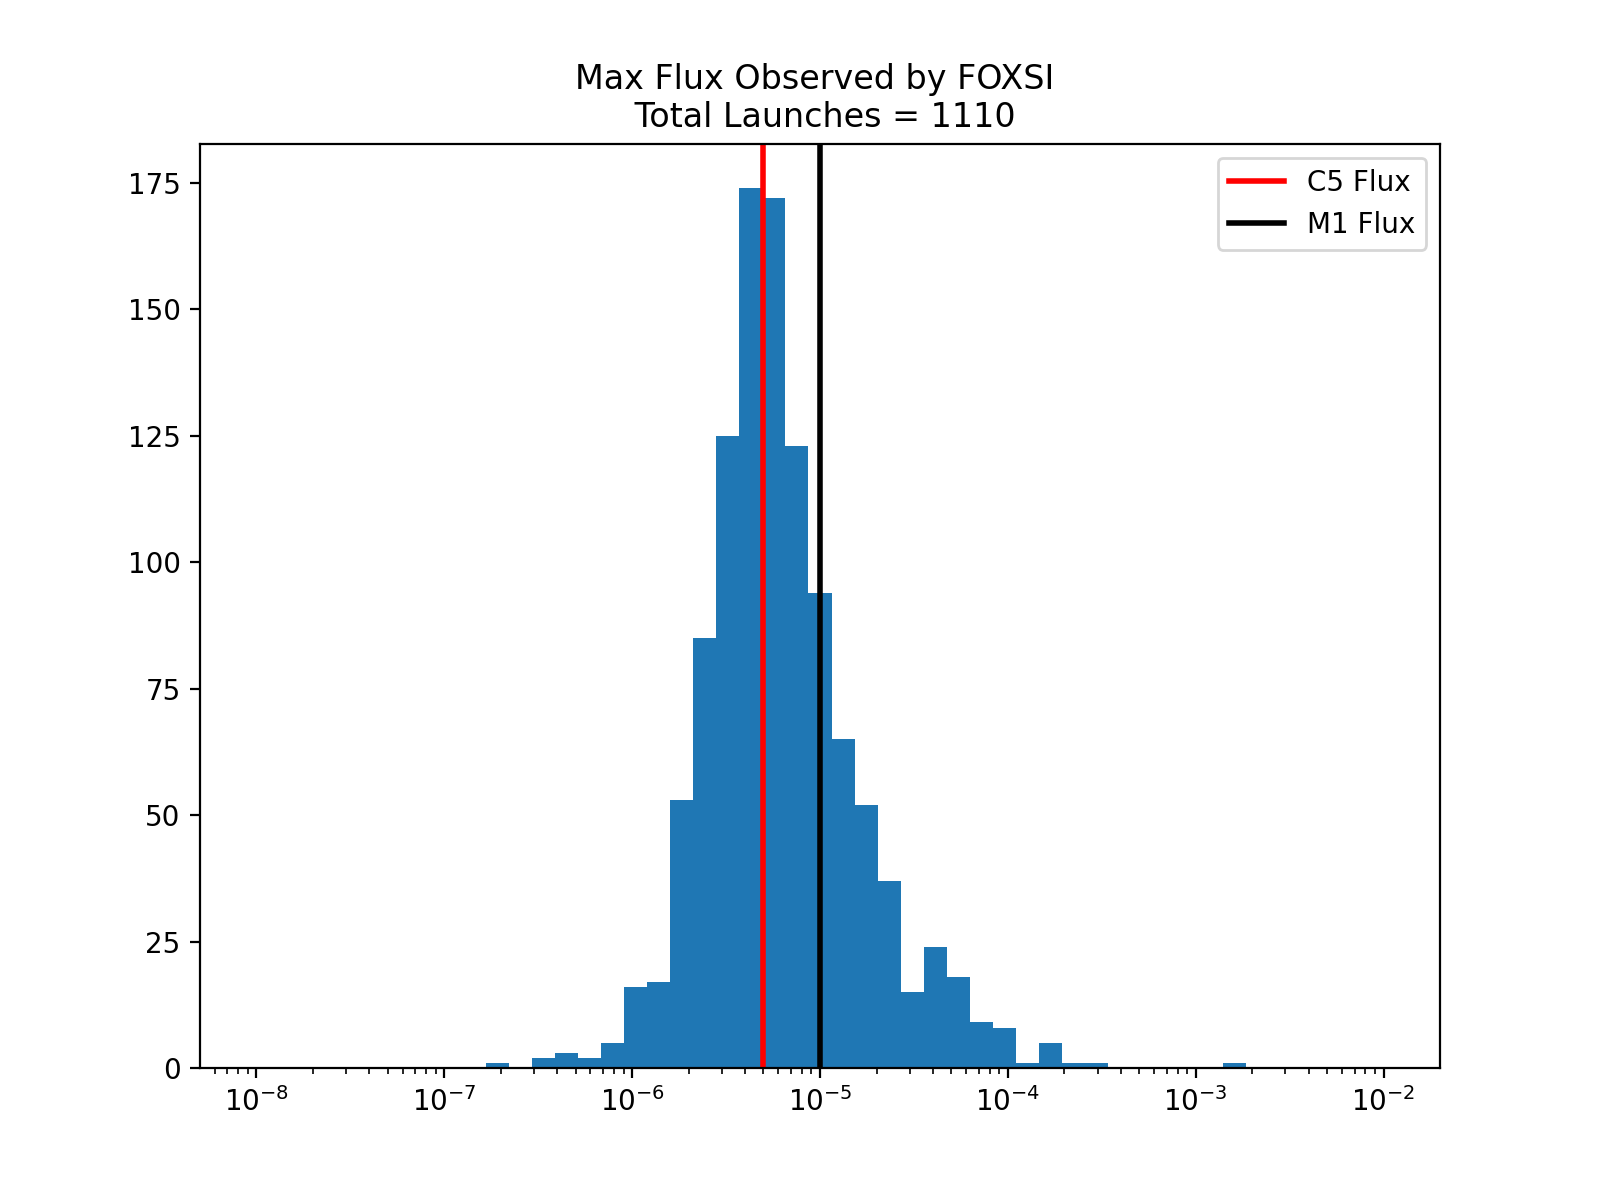 Max Flux Observed by FOXSI
Total Launches = 1110
C5 Flux
M1 Flux
175
150
125
100
75
50
25
0
10⁻⁸ 10⁻⁷ 10⁻⁶ 10⁻⁵ 10⁻⁴ 10⁻³ 10⁻²